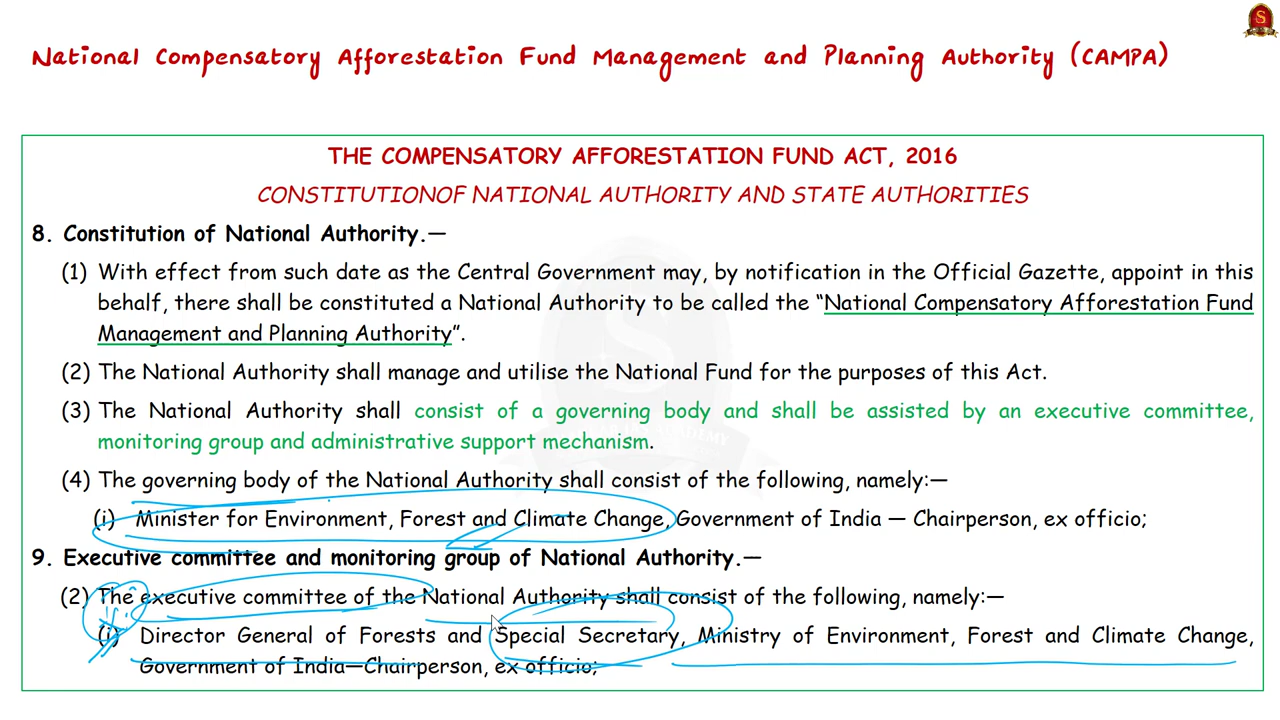 National Compensatory Afforestation Fund Management and Planning Authority (CAMPA)
THE COMPENSATORY AFFORESTATION FUND ACT, 2016
CONSTITUTIONOF NATIONAL AUTHORITY AND STATE AUTHORITIES
8. Constitution of National Authority.—
(1) With effect from such date as the Central Government may, by notification in the Official Gazette, appoint in this
behalf, there shall be constituted a National Authority to be called the “National Compensatory Afforestation Fund
Management and Planning Authority”.
(2) The National Authority shall manage and utilise the National Fund for the purposes of this Act.
(3) The National Authority shall consist of a governing body and shall be assisted by an executive committee,
monitoring group and administrative support mechanism.
(4) The governing body of the National Authority shall consist of the following, namely:—
(i) Minister for Environment, Forest and Climate Change, Government of India — Chairperson, ex officio;
9. Executive committee and monitoring group of National Authority.—
(2) The executive committee of the National Authority shall consist of the following, namely:—
(i) Director General of Forests and Special Secretary, Ministry of Environment, Forest and Climate Change,
Government of India—Chairperson, ex officio;